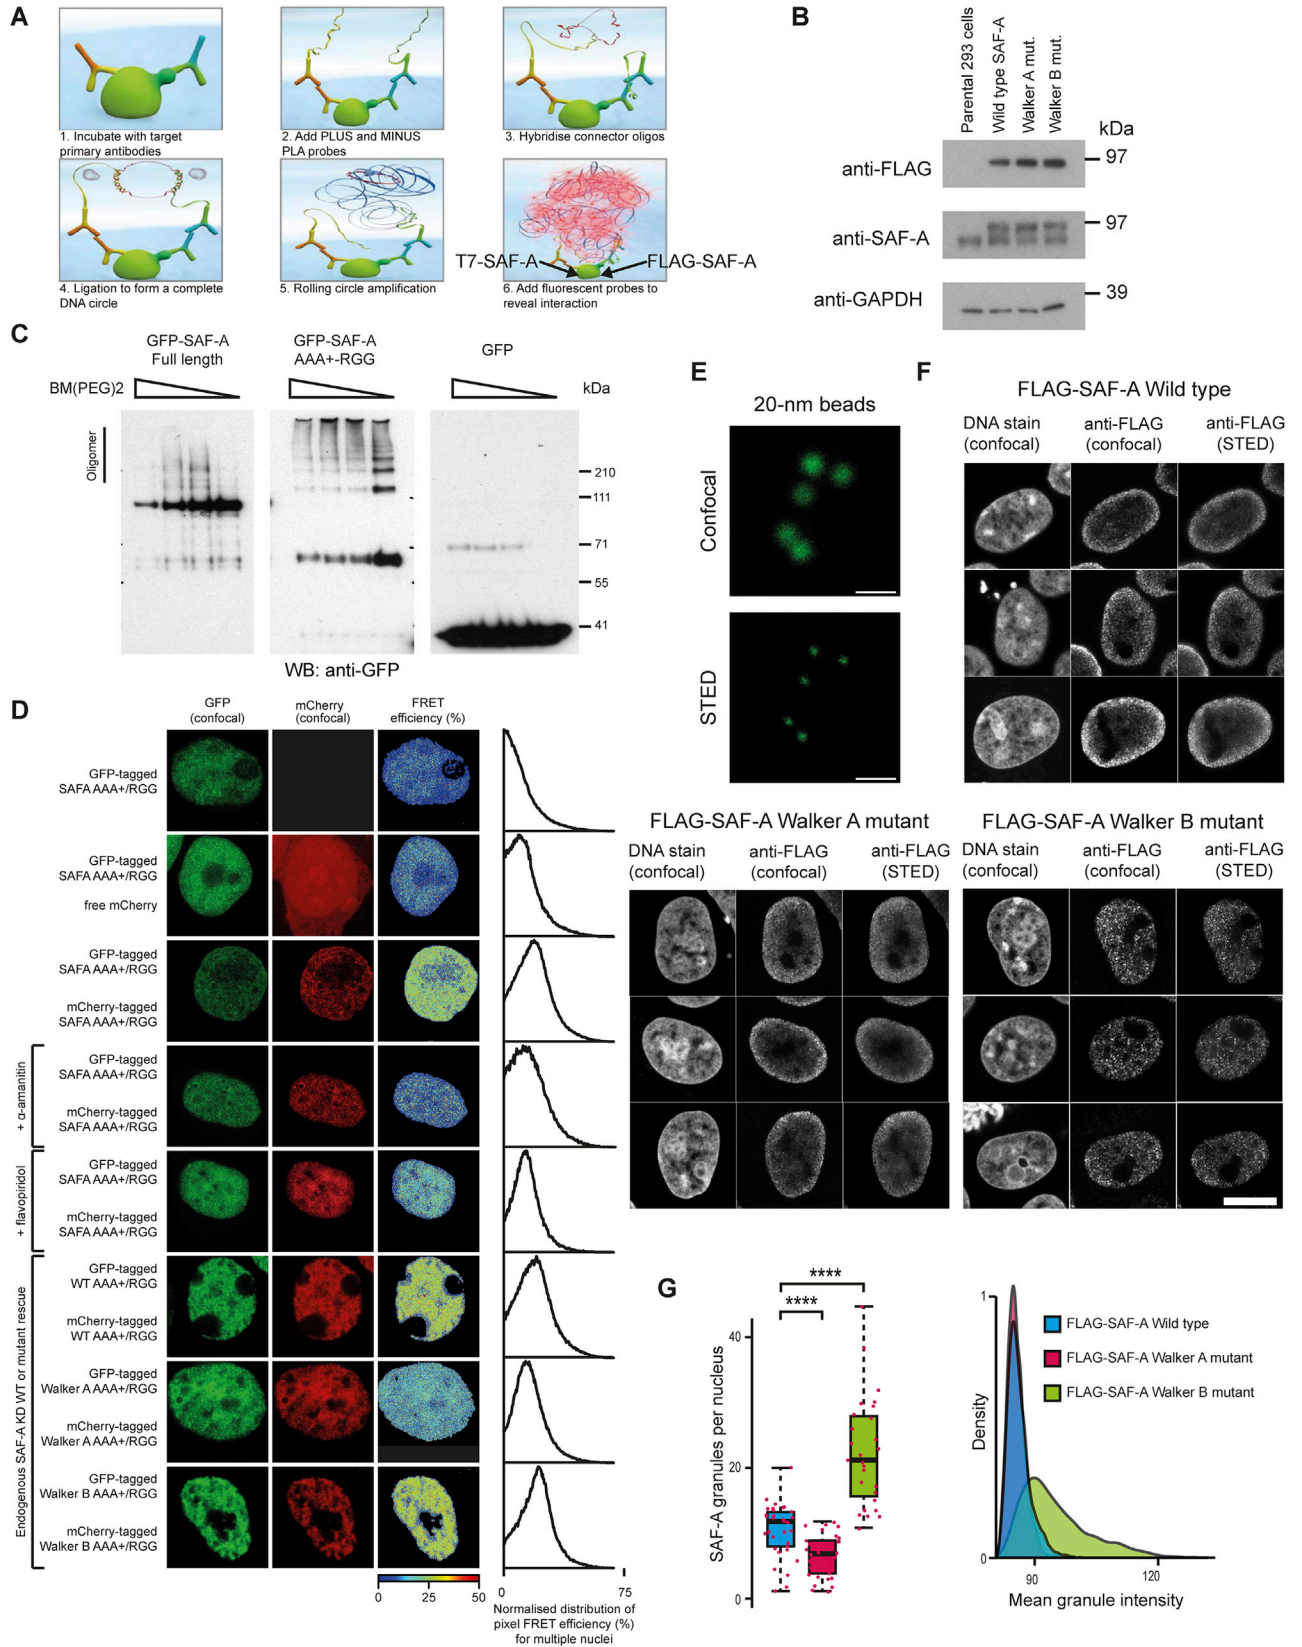 A
1. Incubate with target
primary antibodies
2. Add PLUS and MINUS
PLA probes
3. Hybridise connector oligos
4. Ligation to form a complete
DNA circle
5. Rolling circle amplification
T7-SAF-A
FLAG-SAF-A
6. Add fluorescent probes to
reveal interaction
B
Parental 293 cells
Wild type SAF-A
Walker A mut.
Walker B mut.
kDa
anti-FLAG
97
anti-SAF-A
97
anti-GAPDH
39
C
GFP-SAF-A
Full length
GFP-SAF-A
AAA+-RGG
GFP
BM(PEG)2
kDa
Oligomer
210
111
71
55
41
WB: anti-GFP
D
GFP
(confocal)
mCherry
(confocal)
FRET
efficiency (%)
GFP-tagged
SAFA AAA+/RGG
GFP-tagged
SAFA AAA+/RGG
free mCherry
GFP-tagged
SAFA AAA+/RGG
mCherry-tagged
SAFA AAA+/RGG
+ α-amanitin
GFP-tagged
SAFA AAA+/RGG
mCherry-tagged
SAFA AAA+/RGG
+ flavopiridol
GFP-tagged
SAFA AAA+/RGG
mCherry-tagged
SAFA AAA+/RGG
Endogenous SAF-A KD WT or mutant rescue
GFP-tagged
WT AAA+/RGG
mCherry-tagged
WT AAA+/RGG
GFP-tagged
Walker A AAA+/RGG
mCherry-tagged
Walker A AAA+/RGG
GFP-tagged
Walker B AAA+/RGG
mCherry-tagged
Walker B AAA+/RGG
0 25 50
0 75
Normalised distribution of
pixel FRET efficiency (%)
for multiple nuclei
E
20-nm beads
Confocal
STED
F
FLAG-SAF-A Wild type
DNA stain
(confocal)
anti-FLAG
(confocal)
anti-FLAG
(STED)
FLAG-SAF-A Walker A mutant
DNA stain
(confocal)
anti-FLAG
(confocal)
anti-FLAG
(STED)
FLAG-SAF-A Walker B mutant
DNA stain
(confocal)
anti-FLAG
(confocal)
anti-FLAG
(STED)
G
****
****
SAF-A granules per nucleus
40
20
0
1
0
Density
FLAG-SAF-A Wild type
FLAG-SAF-A Walker A mutant
FLAG-SAF-A Walker B mutant
90
120
Mean granule intensity